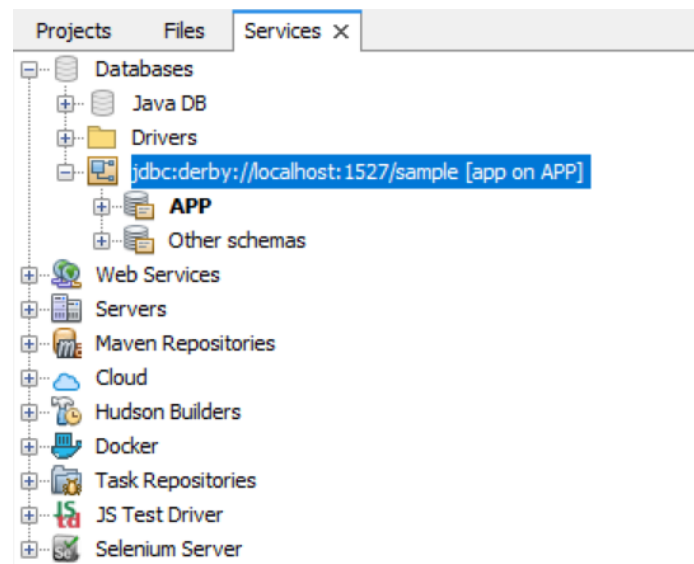 Projects Files Services
Databases
Java DB
Drivers
jdbc:derby://localhost:1527/sample [app on APP]
APP
Other schemas
Web Services
Servers
Maven Repositories
Cloud
Hudson Builders
Docker
Task Repositories
JS Test Driver
Selenium Server